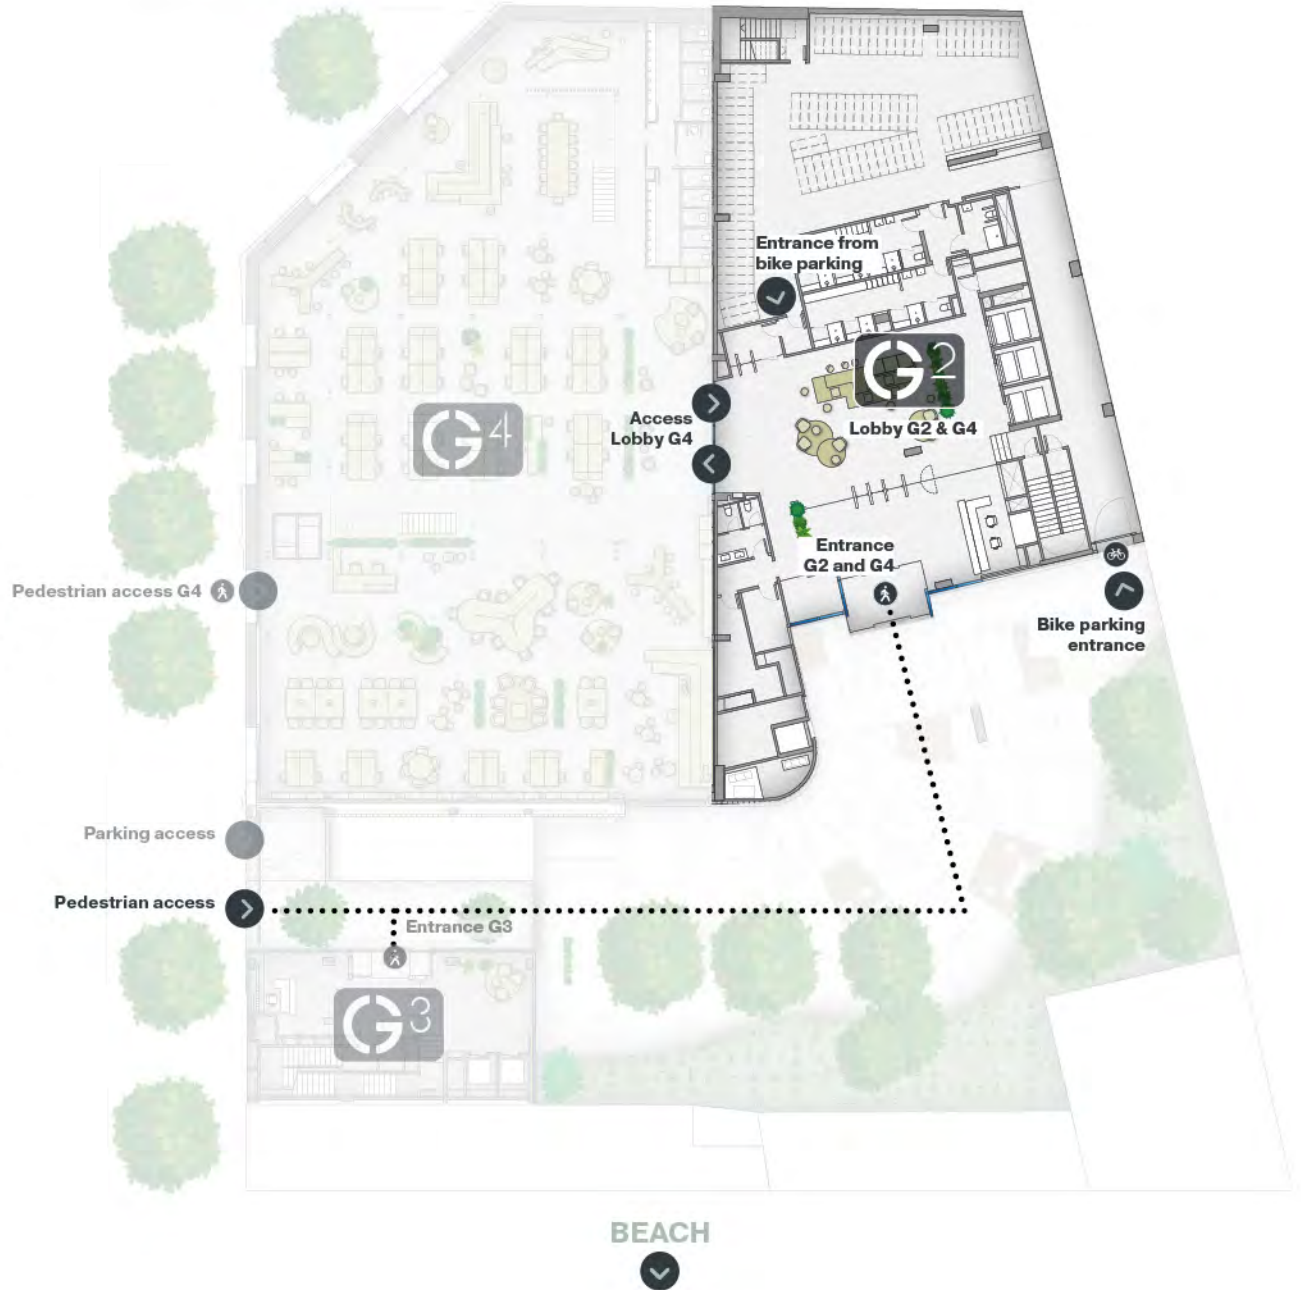 Entrance from
bike parking
G2
Access
Lobby G4
Lobby G2 & G4
G4
Entrance
G2 and G4
Pedestrian access G4
Bike parking
entrance
Parking access
Pedestrian access
Entrance G3
G3
BEACH